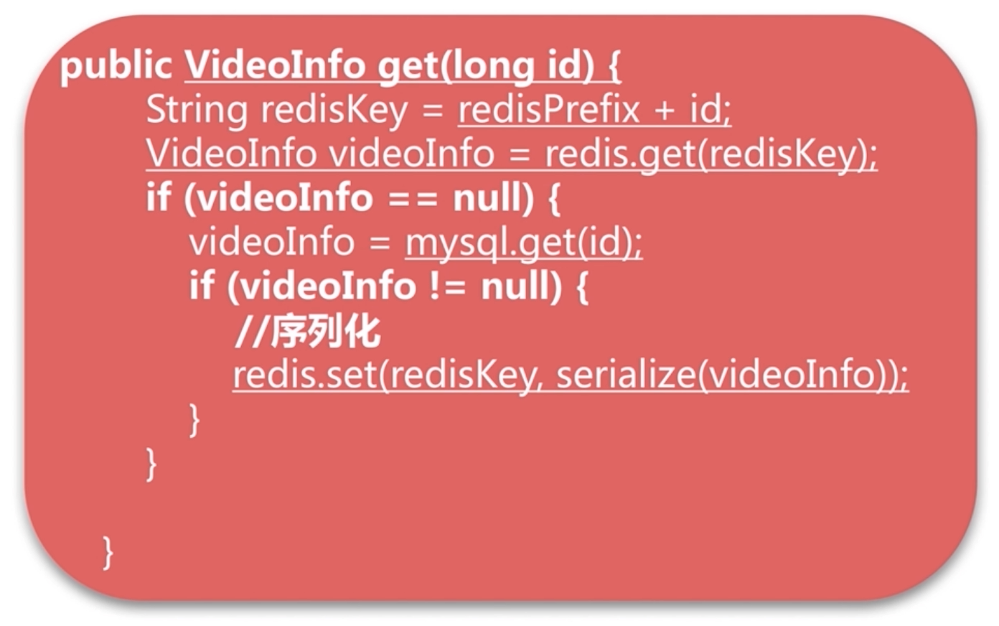 public VideoInfo get(long id) {
String redisKey = redisPrefix + id;
VideoInfo videoInfo = redis.get(redisKey);
if (videoInfo == null) {
videoInfo = mysql.get(id);
if (videoInfo != null) {
//序列化
redis.set(redisKey, serialize(videoInfo));
}
}
}